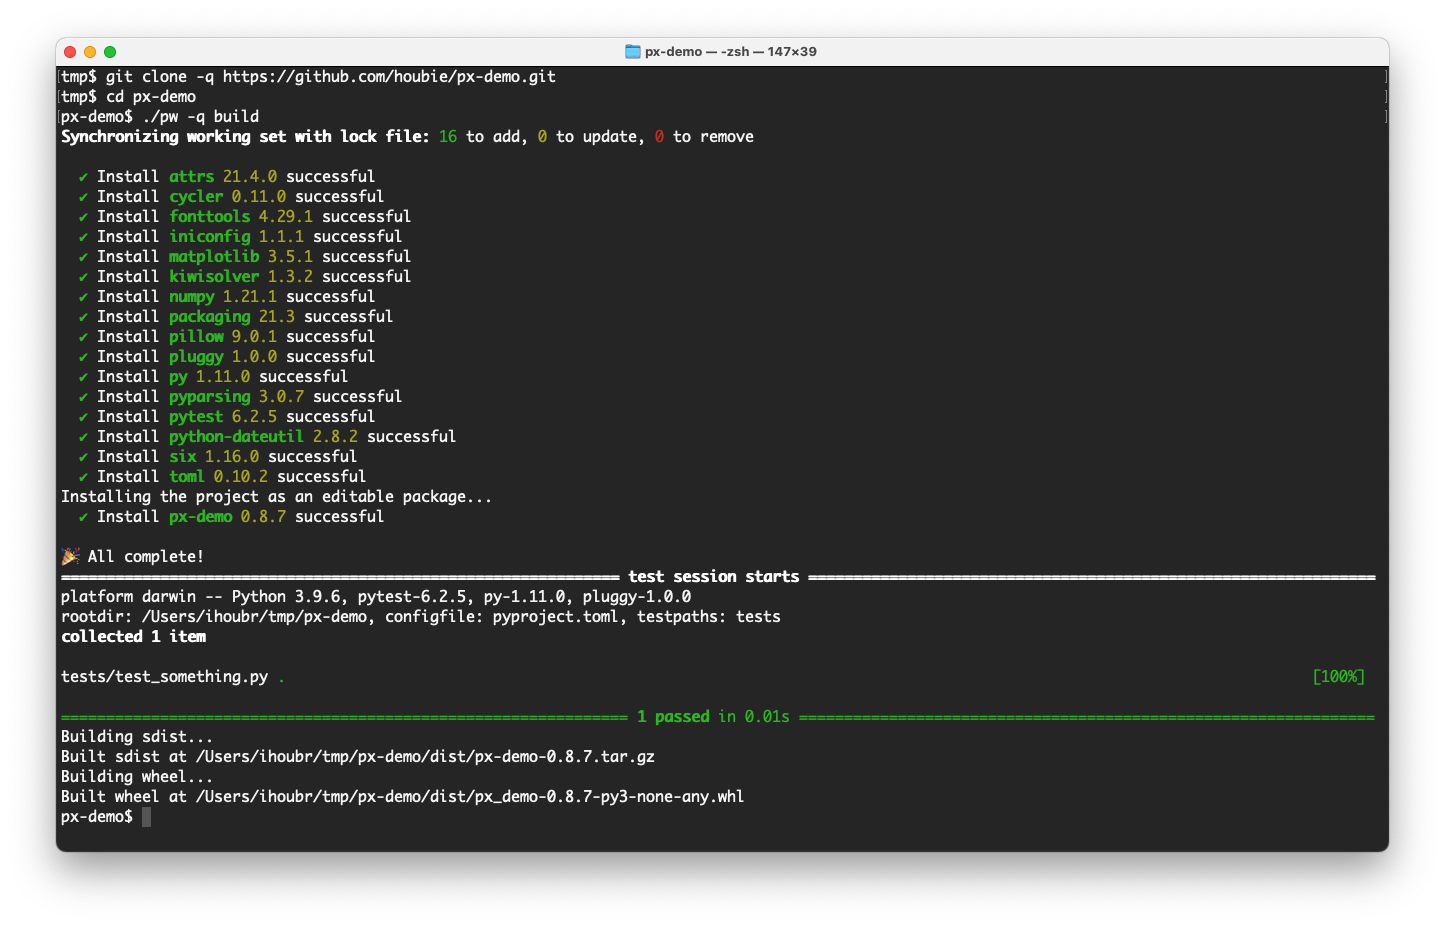 px-demo — -zsh — 147×39
tmp$ git clone -q https://github.com/houbie/px-demo.git
tmp$ cd px-demo
px-demo$ ./pw -q build
Synchronizing working set with lock file: 16 to add, 0 to update, 0 to remove
✔ Install attrs 21.4.0 successful
✔ Install cycler 0.11.0 successful
✔ Install fonttools 4.29.1 successful
✔ Install iniconfig 1.1.1 successful
✔ Install matplotlib 3.5.1 successful
✔ Install kiwisolver 1.3.2 successful
✔ Install numpy 1.21.1 successful
✔ Install packaging 21.3 successful
✔ Install pillow 9.0.1 successful
✔ Install pluggy 1.0.0 successful
✔ Install py 1.11.0 successful
✔ Install pyparsing 3.0.7 successful
✔ Install pytest 6.2.5 successful
✔ Install python-dateutil 2.8.2 successful
✔ Install six 1.16.0 successful
✔ Install toml 0.10.2 successful
Installing the project as an editable package...
✔ Install px-demo 0.8.7 successful
🎉 All complete!
============================================================== test session starts ===============================================================
platform darwin -- Python 3.9.6, pytest-6.2.5, py-1.11.0, pluggy-1.0.0
rootdir: /Users/ihoubr/tmp/px-demo, configfile: pyproject.toml, testpaths: tests
collected 1 item
tests/test_something.py . [100%]
=============================================================== 1 passed in 0.01s ================================================================
Building sdist...
Built sdist at /Users/ihoubr/tmp/px-demo/dist/px-demo-0.8.7.tar.gz
Building wheel...
Built wheel at /Users/ihoubr/tmp/px-demo/dist/px_demo-0.8.7-py3-none-any.whl
px-demo$